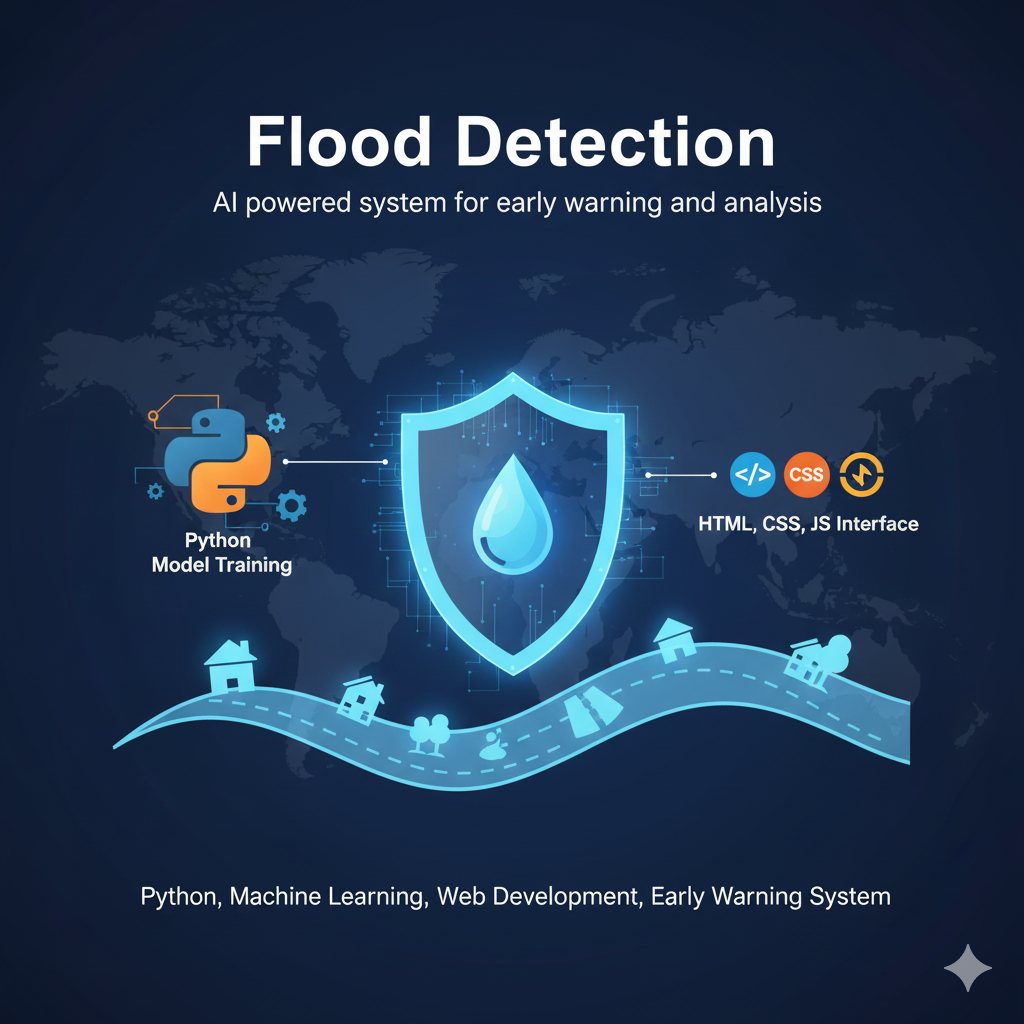 Flood Detection
AI powered system for early warning and analysis
</>
CSS
HTML, CSS, JS Interface
Python
Model Training
Python, Machine Learning, Web Development, Early Warning System